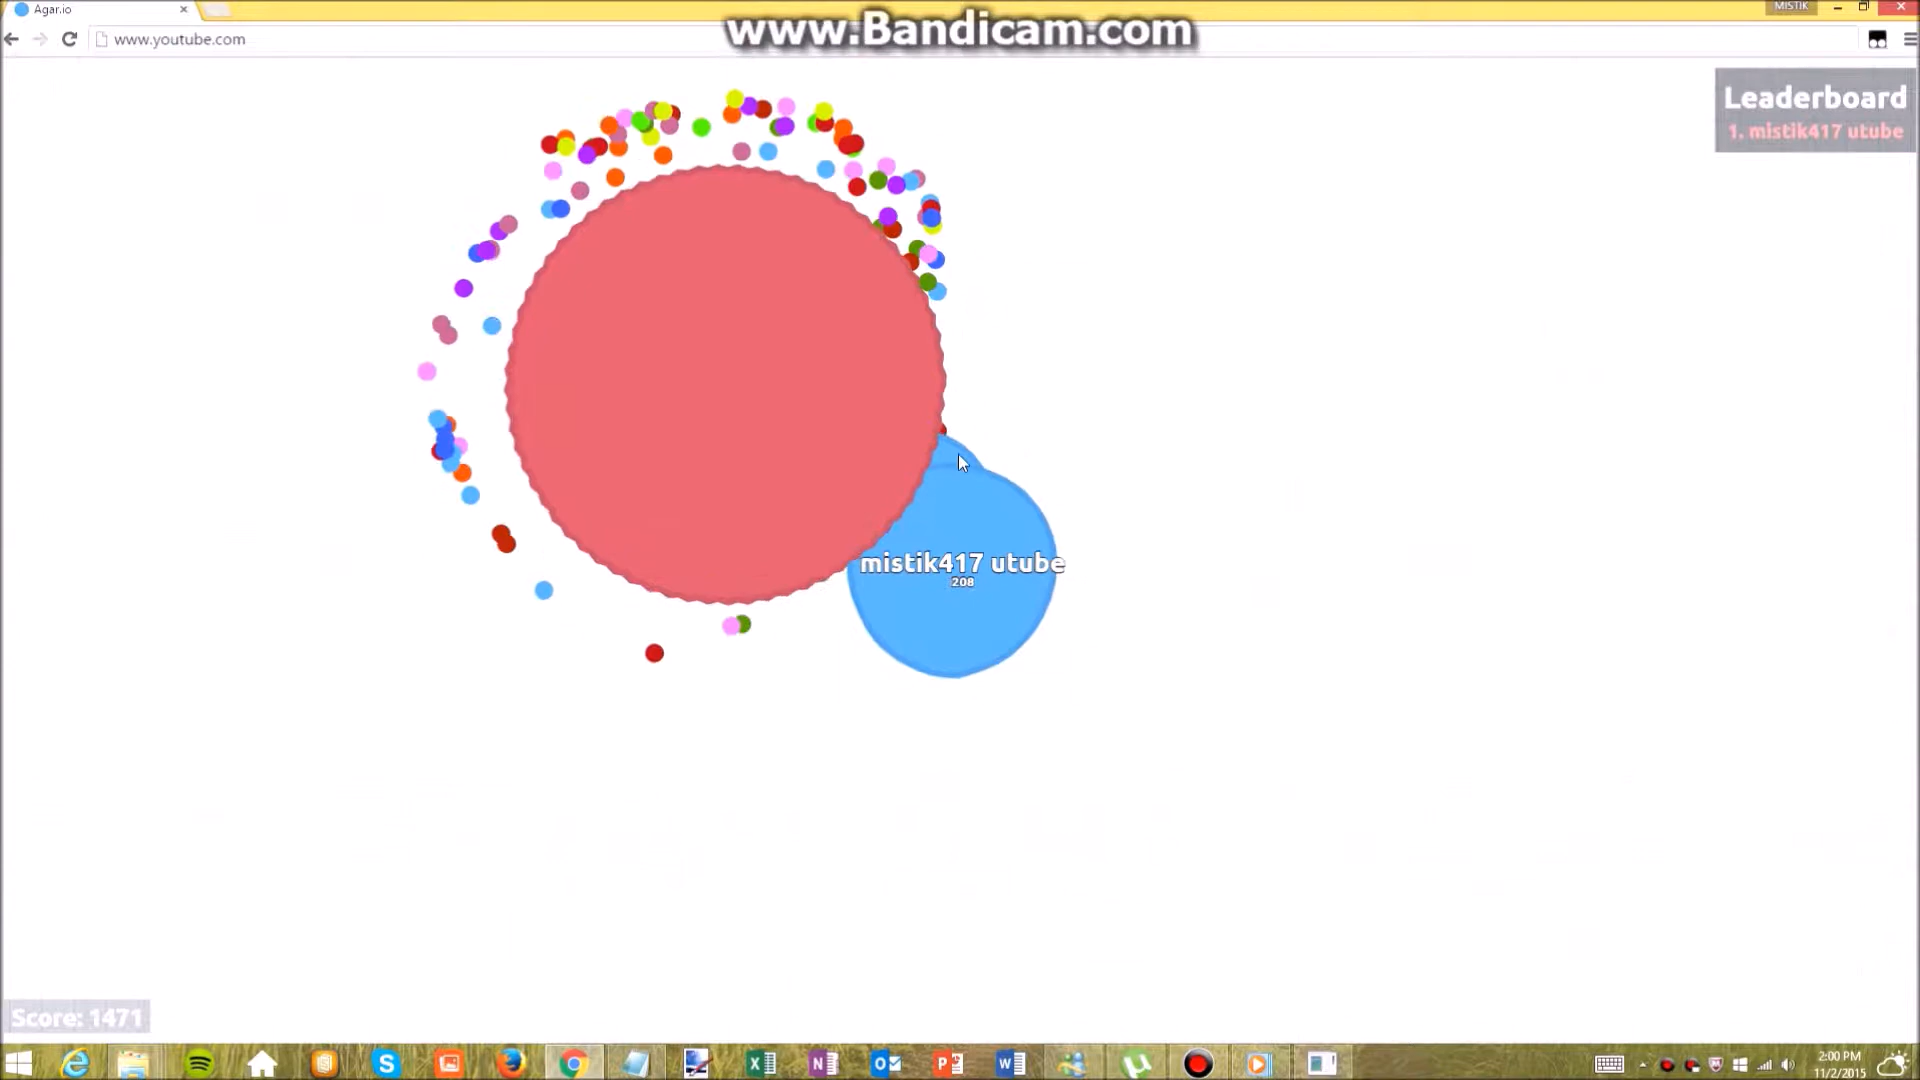 Agar.io
MISTIK
www.youtube.com
www.Bandicam.com
Leaderboard
1. mistik417 utube
mistik417 utube
208
Score: 1471
2:00 PM
11/2/2015